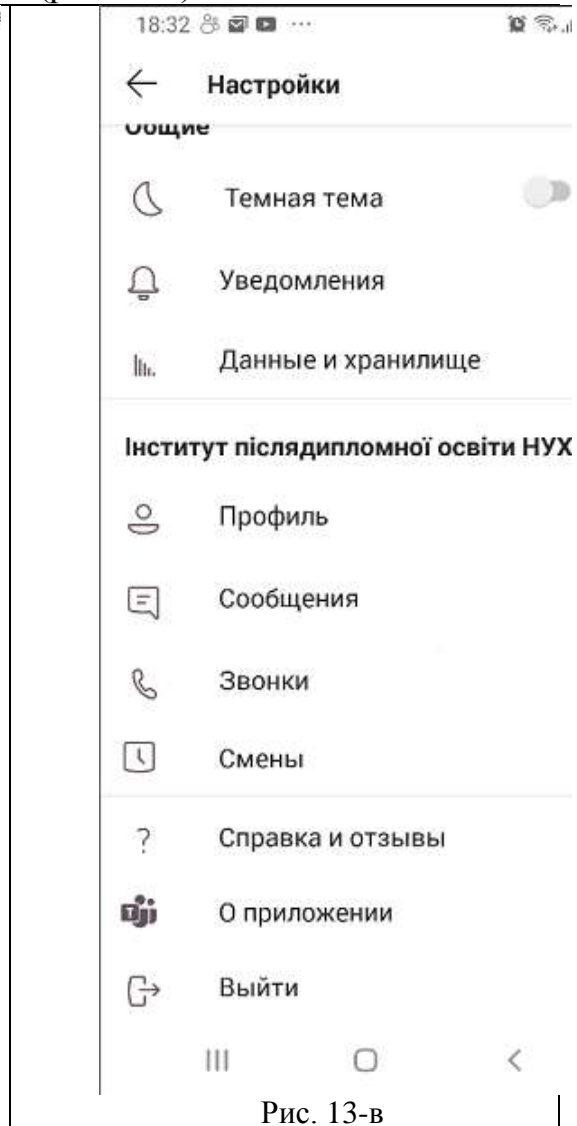 18:32
Настройки
Общие
Темная тема
Уведомления
Данные и хранилище
Інститут післядипломної освіти НУХ
Профиль
Сообщения
Звонки
Смены
?
Справка и отзывы
О приложении
Выйти
Рис. 13-в